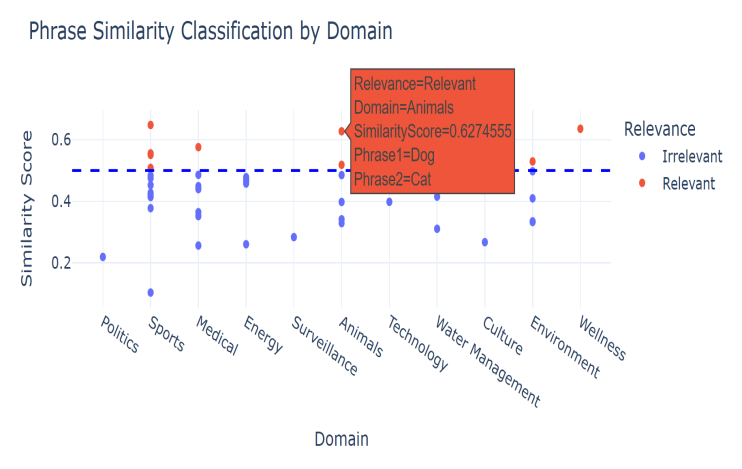 Phrase Similarity Classification by Domain
Relevance=Relevant
Domain=Animals
SimilarityScore=0.6274555
Phrase1=Dog
Phrase2=Cat
Relevance
Irrelevant
Relevant
Similarity Score
0.6
0.4
0.2
Politics
Sports
Medical
Energy
Surveillance
Animals
Technology
Water Management
Culture
Environment
Wellness
Domain